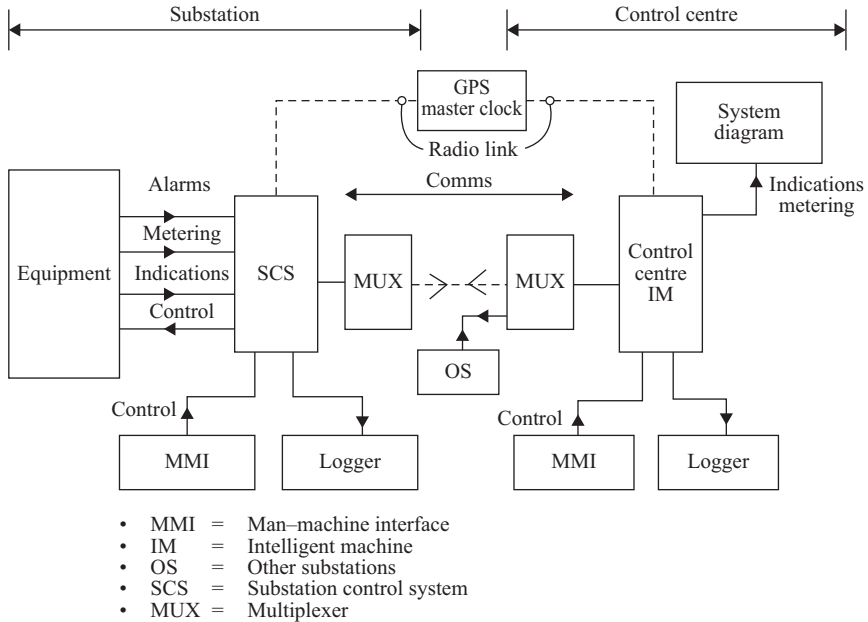 Substation
Control centre
GPS
master clock
System
diagram
Radio link
Alarms
Comms
Indications
metering
Metering
Equipment
Indications
SCS
MUX
MUX
Control
centre
IM
Control
OS
Control
Control
MMI
Logger
MMI
Logger
• MMI = Man–machine interface
• IM = Intelligent machine
• OS = Other substations
• SCS = Substation control system
• MUX = Multiplexer